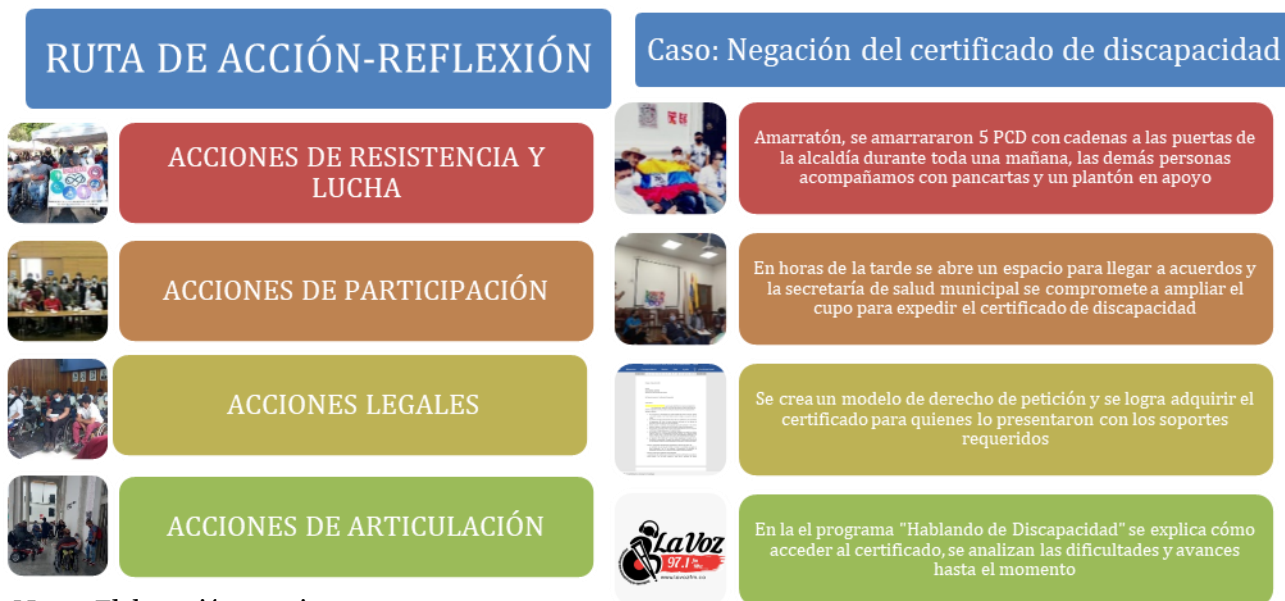 RUTA DE ACCIÓN-REFLEXIÓN
ACCIONES DE RESISTENCIA Y
LUCHA
ACCIONES DE PARTICIPACIÓN
ACCIONES LEGALES
ACCIONES DE ARTICULACIÓN
Caso: Negación del certificado de discapacidad
Amarratón, se amarrararon 5 PCD con cadenas a las puertas de
la alcaldía durante toda una mañana, las demás personas
acompañamos con pancartas y un plantón en apoyo
En horas de la tarde se abre un espacio para llegar a acuerdos y
la secretaría de salud municipal se compromete a ampliar el
cupo para expedir el certificado de discapacidad
Se crea un modelo de derecho de petición y se logra adquirir el
certificado para quienes lo presentaron con los soportes
requeridos
La Voz
97.1 fm
www.lavozfm.co
En la el programa "Hablando de Discapacidad" se explica cómo
acceder al certificado, se analizan las dificultades y avances
hasta el momento